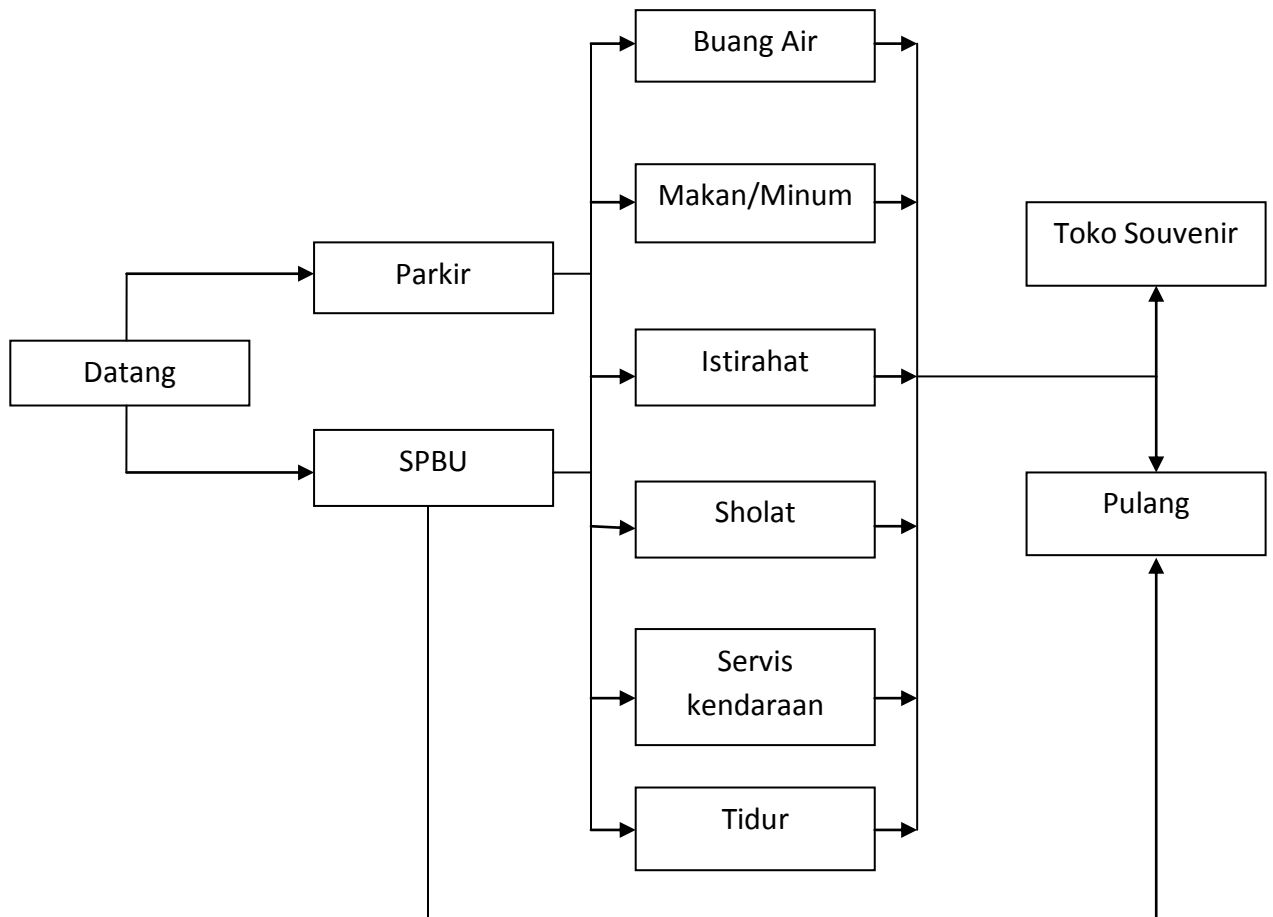 Buang Air
Makan/Minum
Toko Souvenir
Parkir
Istirahat
Datang
SPBU
Sholat
Pulang
Servis
kendaraan
Tidur